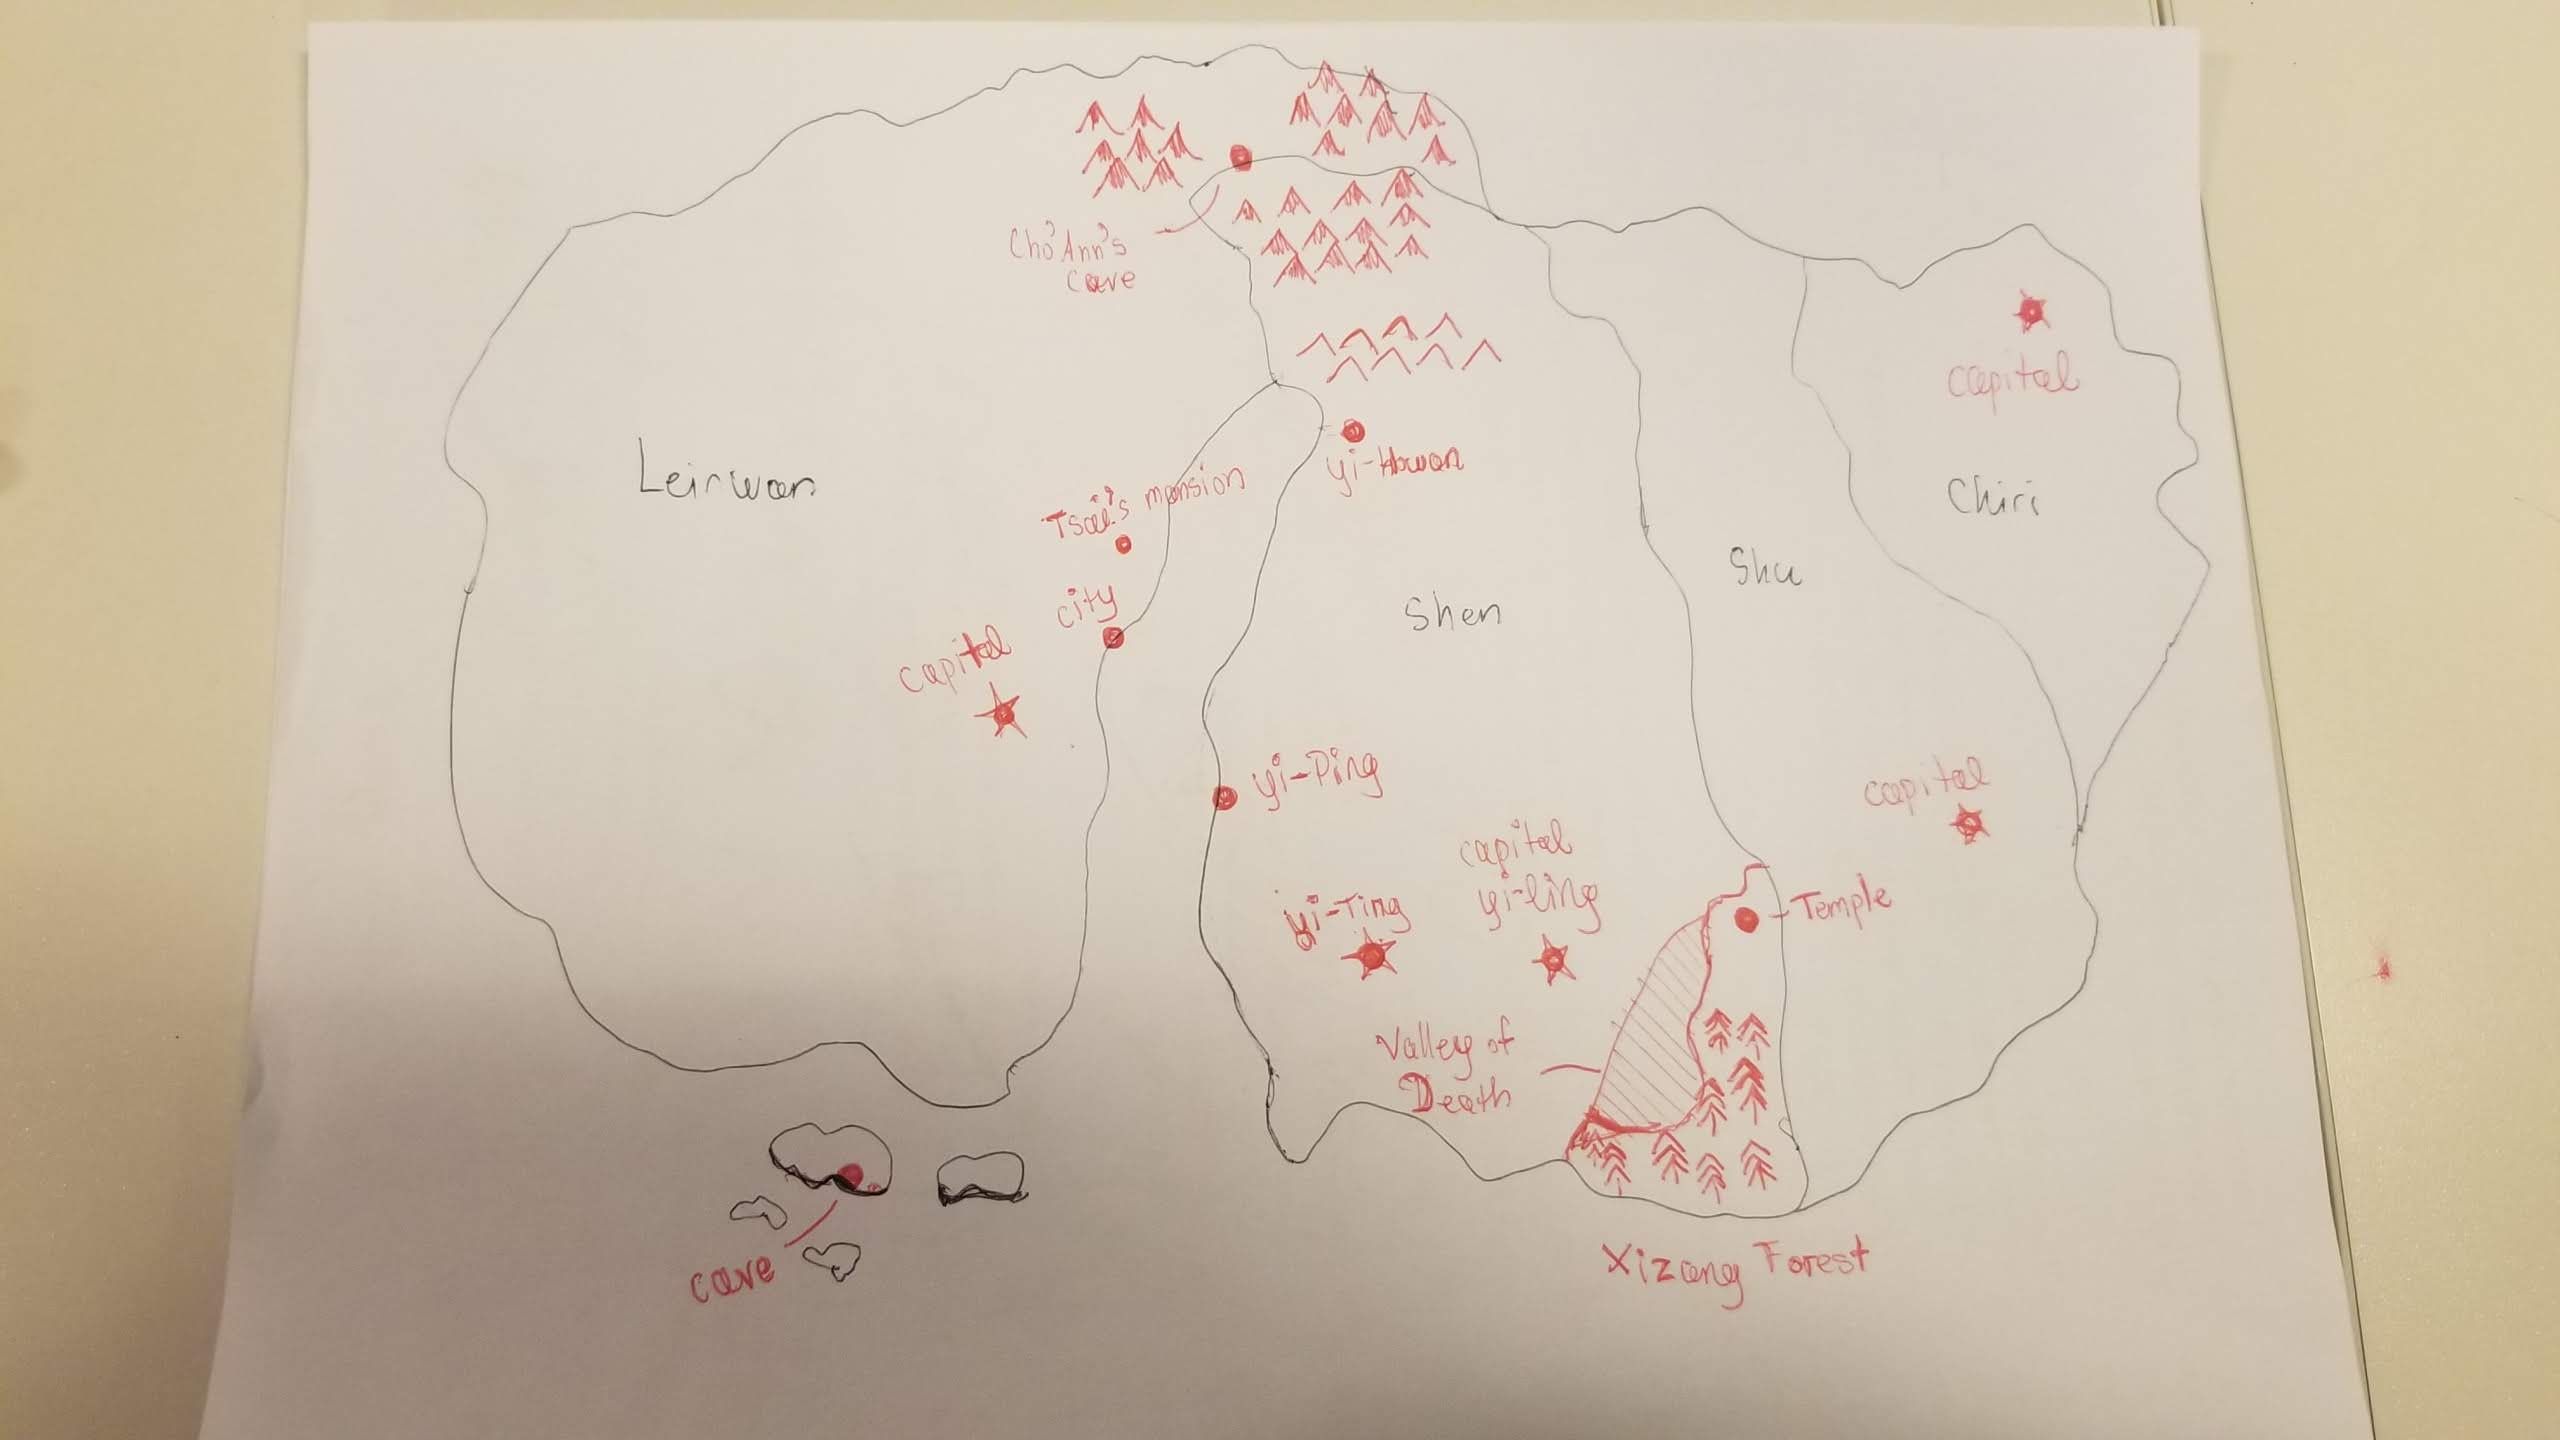 Cho'Ann's
cave
capital
Leirwan
yi-Hwan
Chiri
Tsai's mansion
Shu
city
Shen
capital
yi-Ping
capital
capital
yi-ling
yi-Ting
Temple
Valley of
Death
Xizang Forest
cave